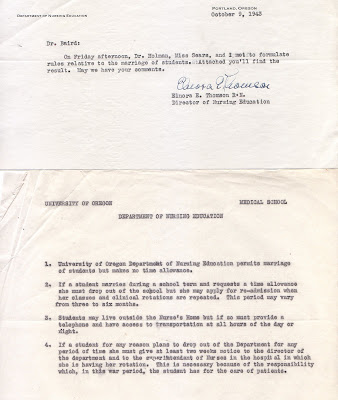 DEPARTMENT OF NURSING EDUCATION
PORTLAND, OREGON
October 5, 1943
Dr. Baird:
On Friday afternoon, Dr. Holman, Miss Sears, and I met to formulate
rules relative to the marriage of students. Attached you'll find the
result. May we have your comments.
Elnora E Thomson
Elnora E. Thomson R.N.
Director of Nursing Education
UNIVERSITY OF OREGON MEDICAL SCHOOL
DEPARTMENT OF NURSING EDUCATION
1. University of Oregon Department of Nursing Education permits marriage
of students but makes no time allowance.
2. If a student marries during a school term and requests a time allowance
she must drop out of the school but she may apply for re-admission when
her classes and clinical rotations are repeated. This period may vary
from three to six months.
3. Students may live outside the Nurse's Home but if so must provide a
telephone and have access to transportation at all hours of the day or
night.
4. If a student for any reason plans to drop out of the Department for any
period of time she must give at least two weeks notice to the director of
the department and to the superintendent of Nurses in the hospital in which
she is having her rotation. This is necessary because of the responsibility
which, in this war period, the student has for the care of patients.